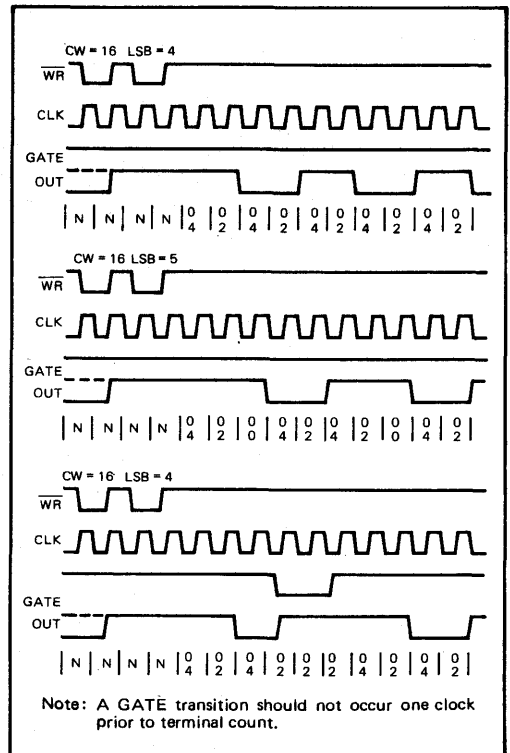 CW = 16 LSB = 4
WR
CLK
GATE
OUT
| N | N | N | N | 0 | 0 | 0 | 0 | 0 | 0 | 0 | 0 | 0 | 0 |
4 2 4 2 4 2 4 2 4 2
CW = 16 LSB = 5
WR
CLK
GATE
OUT
| N | N | N | N | 0 | 0 | 0 | 0 | 0 | 0 | 0 | 0 | 0 | 0 |
4 2 0 4 2 4 2 0 4 2
CW = 16 LSB = 4
WR
CLK
GATE
OUT
| N | N | N | N | 0 | 0 | 0 | 0 | 0 | 0 | 0 | 0 | 0 | 0 |
4 2 4 2 2 2 4 2 4 2
Note: A GATE transition should not occur one clock
prior to terminal count.